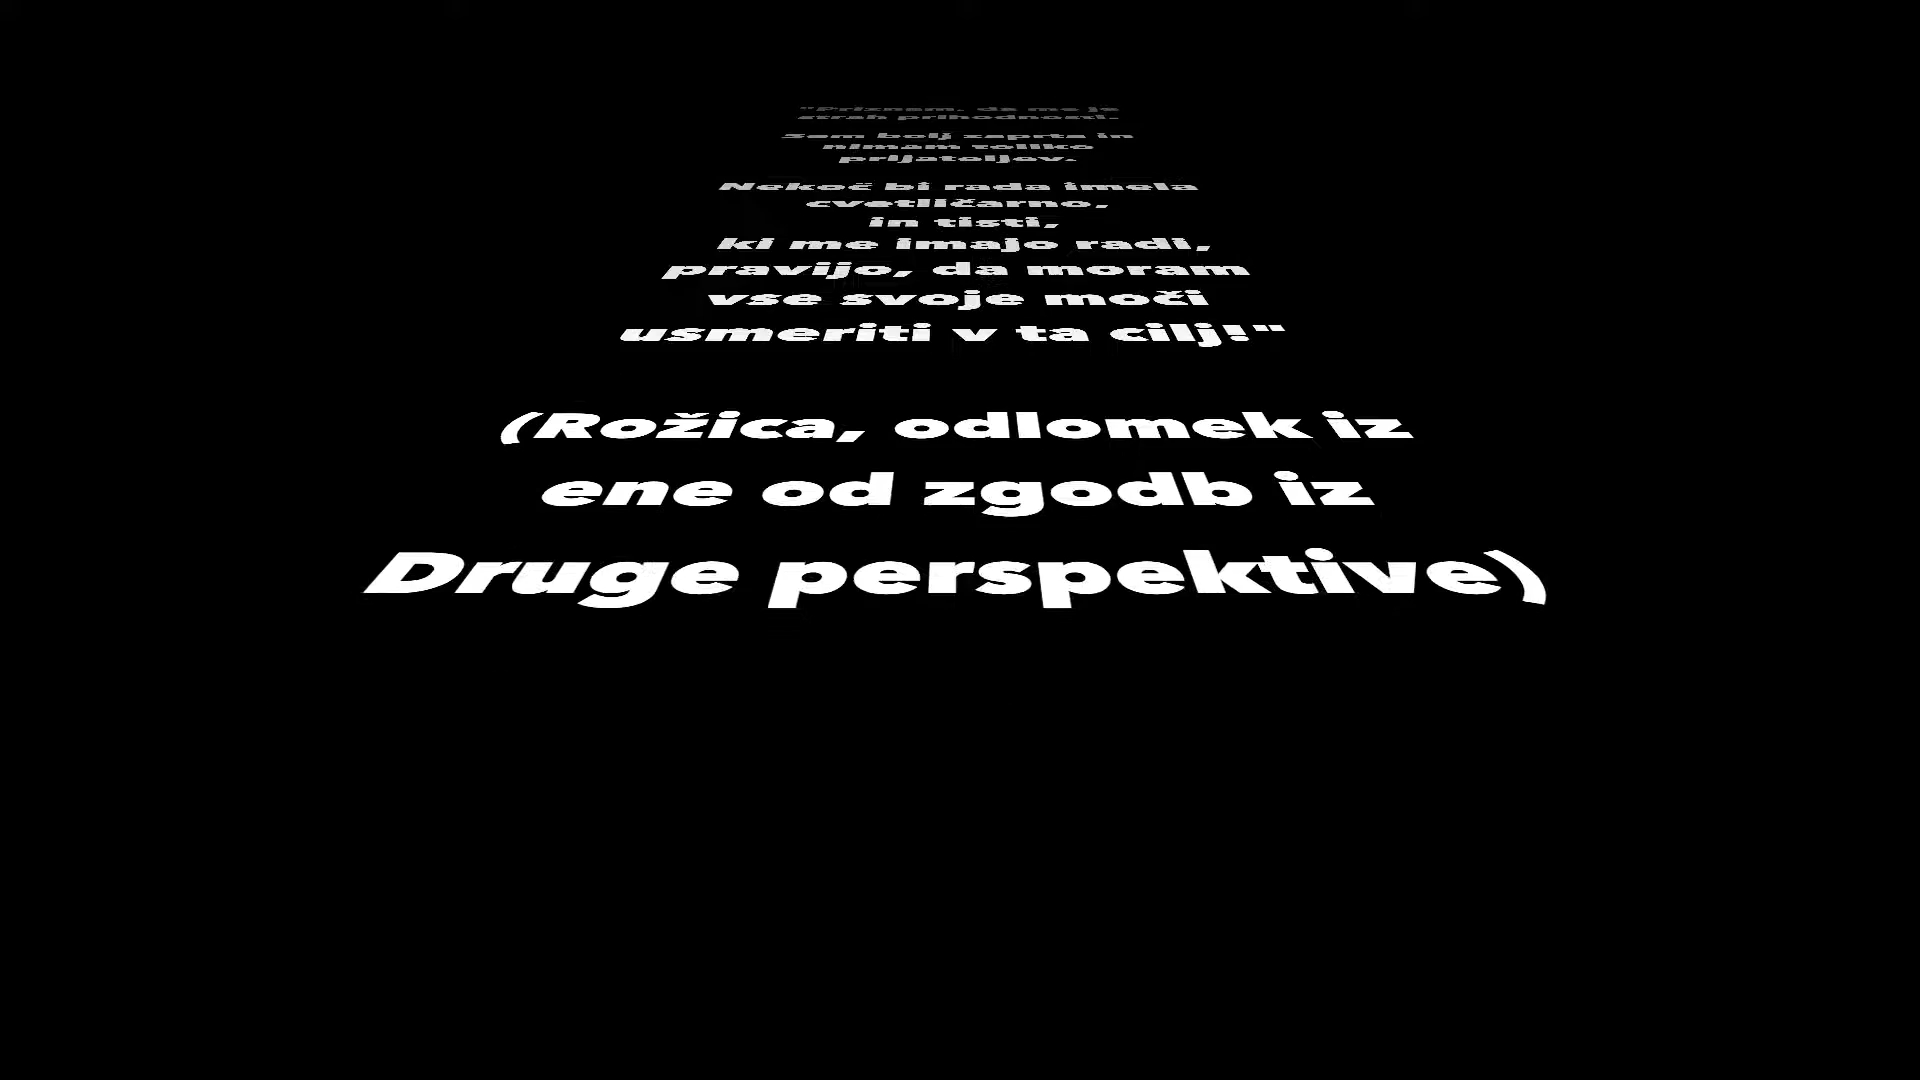 "Priznam, da me je
strah prihodnosti.
Sem bolj zaprta in
nimam toliko
prijateljev.
Nekoč bi rada imela
cvetličarno,
in tisti,
ki me imajo radi,
pravijo, da moram
vse svoje moči
usmeriti v ta cilj!"
(Rožica, odlomek iz
ene od zgodb iz
Druge perspektive)